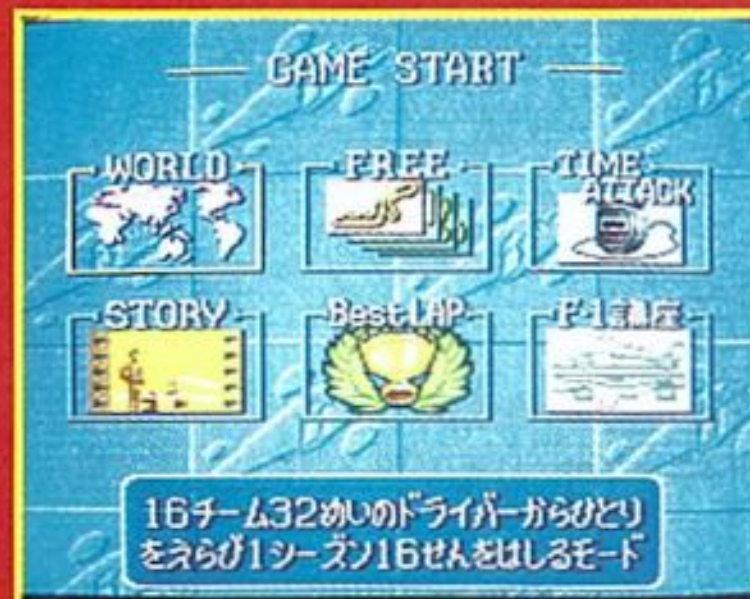 GAME START
WORLD
FREE
TIME ATTACK
STORY
BestLAP
F1講座
16チーム32めいのドライバーからひとり
をえらび1シーズン16せんをはしるモード